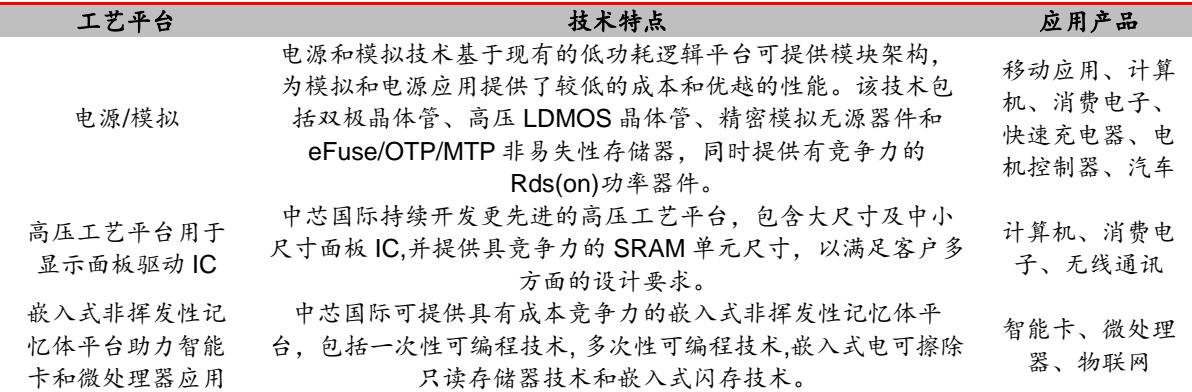 工艺平台 技术特点 应用产品
电源/模拟
电源和模拟技术基于现有的低功耗逻辑平台可提供模块架构，
为模拟和电源应用提供了较低的成本和优越的性能。该技术包
括双极晶体管、高压 LDMOS 晶体管、精密模拟无源器件和
eFuse/OTP/MTP 非易失性存储器，同时提供有竞争力的
Rds(on)功率器件。
移动应用、计算
机、消费电子、
快速充电器、电
机控制器、汽车
高压工艺平台用于
显示面板驱动 IC
中芯国际持续开发更先进的高压工艺平台，包含大尺寸及中小
尺寸面板 IC,并提供具竞争力的 SRAM 单元尺寸，以满足客户多
方面的设计要求。
计算机、消费电
子、无线通讯
嵌入式非挥发性记
忆体平台助力智能
卡和微处理器应用
中芯国际可提供具有成本竞争力的嵌入式非挥发性记忆体平
台，包括一次性可编程技术, 多次性可编程技术,嵌入式电可擦除
只读存储器技术和嵌入式闪存技术。
智能卡、微处理
器、物联网